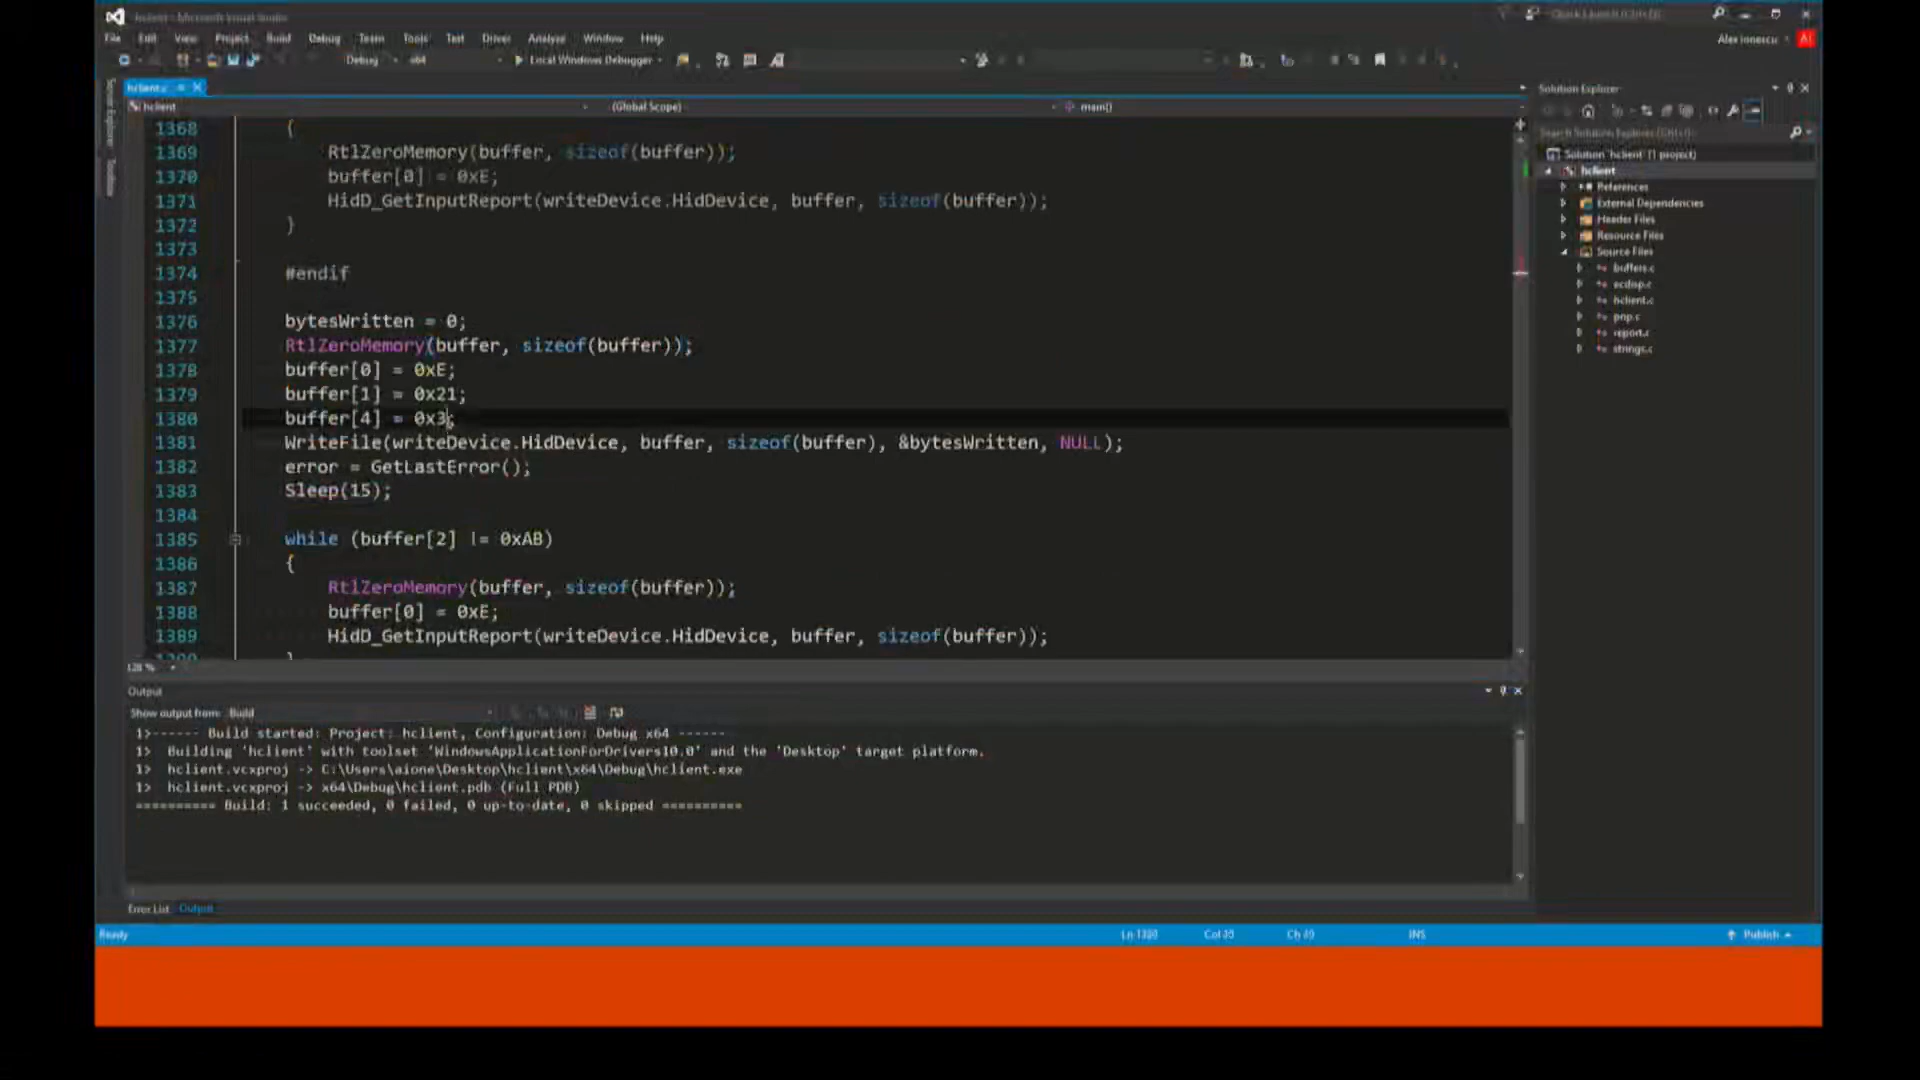 hclient - Microsoft Visual Studio
File Edit View Project Build Debug Team Tools Test Driver Analyze Window Help
Alex Ionescu AI
Debug x64 Local Windows Debugger
Server Explorer
Toolbox
hclient.c
hclient (Global Scope) main()
1368 {
1369 RtlZeroMemory(buffer, sizeof(buffer));
1370 buffer[0] = 0xE;
1371 HidD_GetInputReport(writeDevice.HidDevice, buffer, sizeof(buffer));
1372 }
1373
1374 #endif
1375
1376 bytesWritten = 0;
1377 RtlZeroMemory(buffer, sizeof(buffer));
1378 buffer[0] = 0xE;
1379 buffer[1] = 0x21;
1380 buffer[4] = 0x3;
1381 WriteFile(writeDevice.HidDevice, buffer, sizeof(buffer), &bytesWritten, NULL);
1382 error = GetLastError();
1383 Sleep(15);
1384
1385 while (buffer[2] != 0xAB)
1386 {
1387 RtlZeroMemory(buffer, sizeof(buffer));
1388 buffer[0] = 0xE;
1389 HidD_GetInputReport(writeDevice.HidDevice, buffer, sizeof(buffer));
1390 }
128 %
Output
Show output from: Build
1>------ Build started: Project: hclient, Configuration: Debug x64 ------
1> Building 'hclient' with toolset 'WindowsApplicationForDrivers10.0' and the 'Desktop' target platform.
1> hclient.vcxproj -> C:\Users\aione\Desktop\hclient\x64\Debug\hclient.exe
1> hclient.vcxproj -> x64\Debug\hclient.pdb (Full PDB)
========== Build: 1 succeeded, 0 failed, 0 up-to-date, 0 skipped ==========
Error List Output
Ready Ln 1380 INS Publish
Solution Explorer
Search Solution Explorer (Ctrl+;)
Solution 'hclient' (1 project)
hclient
References
External Dependencies
Header Files
Resource Files
Source Files
buffers.c
ecdisp.c
hclient.c
pnp.c
report.c
strings.c